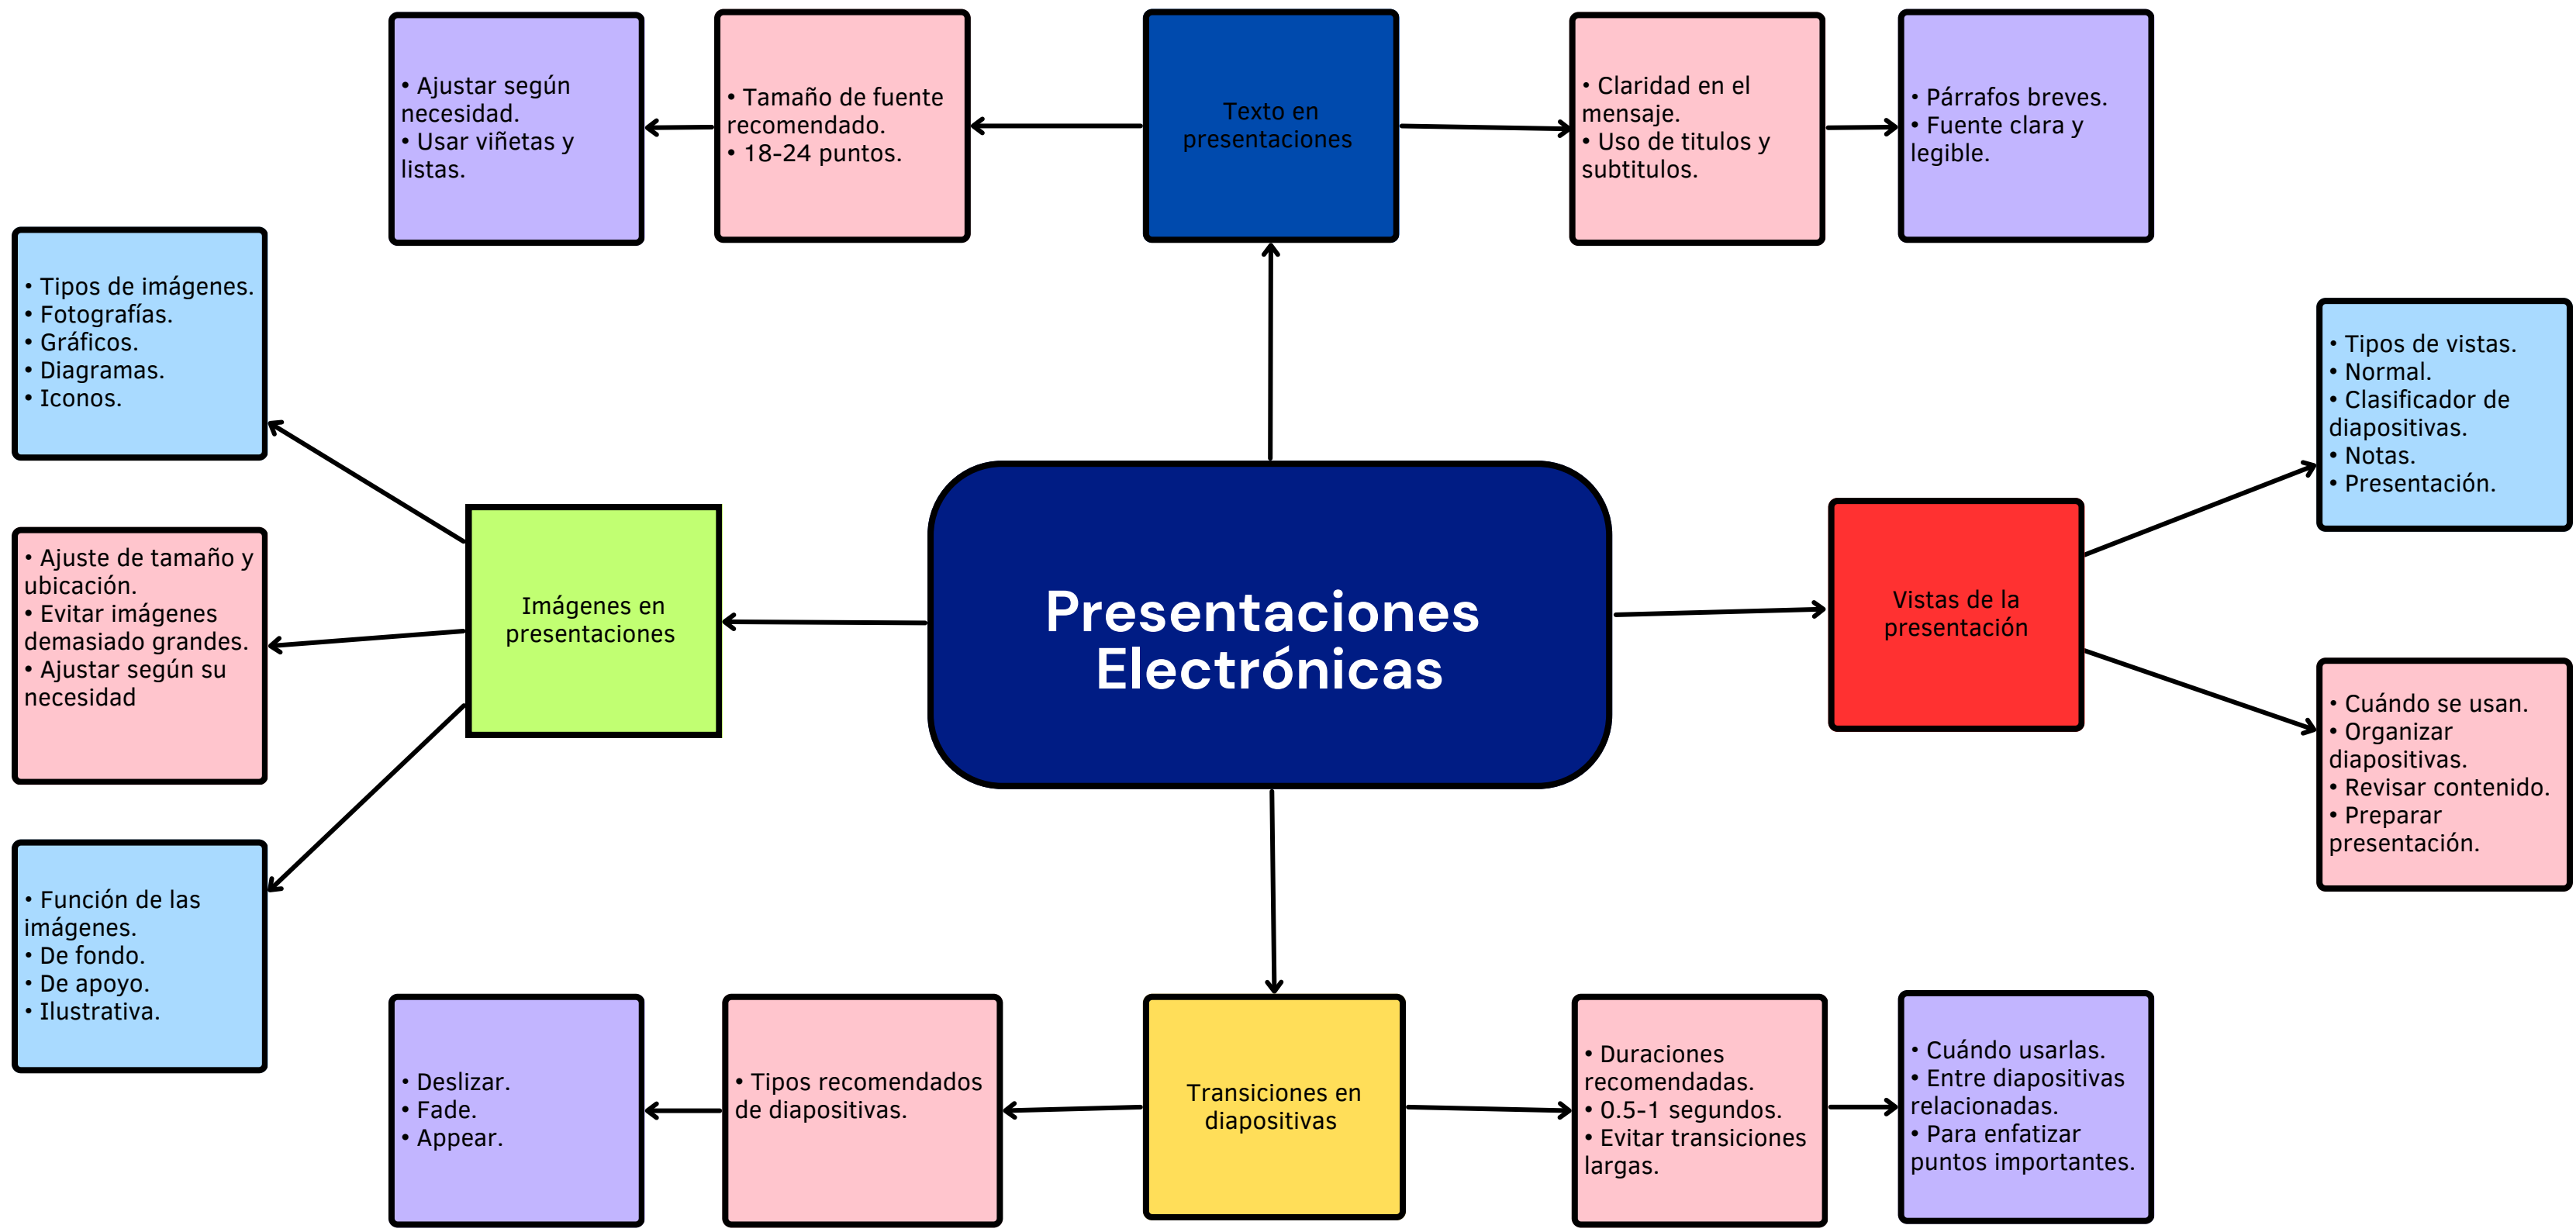 • Ajustar según
necesidad.
• Usar viñetas y
listas.
• Tamaño de fuente
recomendado.
• 18-24 puntos.
Texto en
presentaciones
• Claridad en el
mensaje.
• Uso de titulos y
subtitulos.
• Párrafos breves.
• Fuente clara y
legible.
• Tipos de imágenes.
• Fotografías.
• Gráficos.
• Diagramas.
• Iconos.
• Tipos de vistas.
• Normal.
• Clasificador de
diapositivas.
• Notas.
• Presentación.
• Ajuste de tamaño y
ubicación.
• Evitar imágenes
demasiado grandes.
• Ajustar según su
necesidad
Imágenes en
presentaciones
Presentaciones
Electrónicas
Vistas de la
presentación
• Cuándo se usan.
• Organizar
diapositivas.
• Revisar contenido.
• Preparar
presentación.
• Función de las
imágenes.
• De fondo.
• De apoyo.
• Ilustrativa.
• Deslizar.
• Fade.
• Appear.
• Tipos recomendados
de diapositivas.
Transiciones en
diapositivas
• Duraciones
recomendadas.
• 0.5-1 segundos.
• Evitar transiciones
largas.
• Cuándo usarlas.
• Entre diapositivas
relacionadas.
• Para enfatizar
puntos importantes.